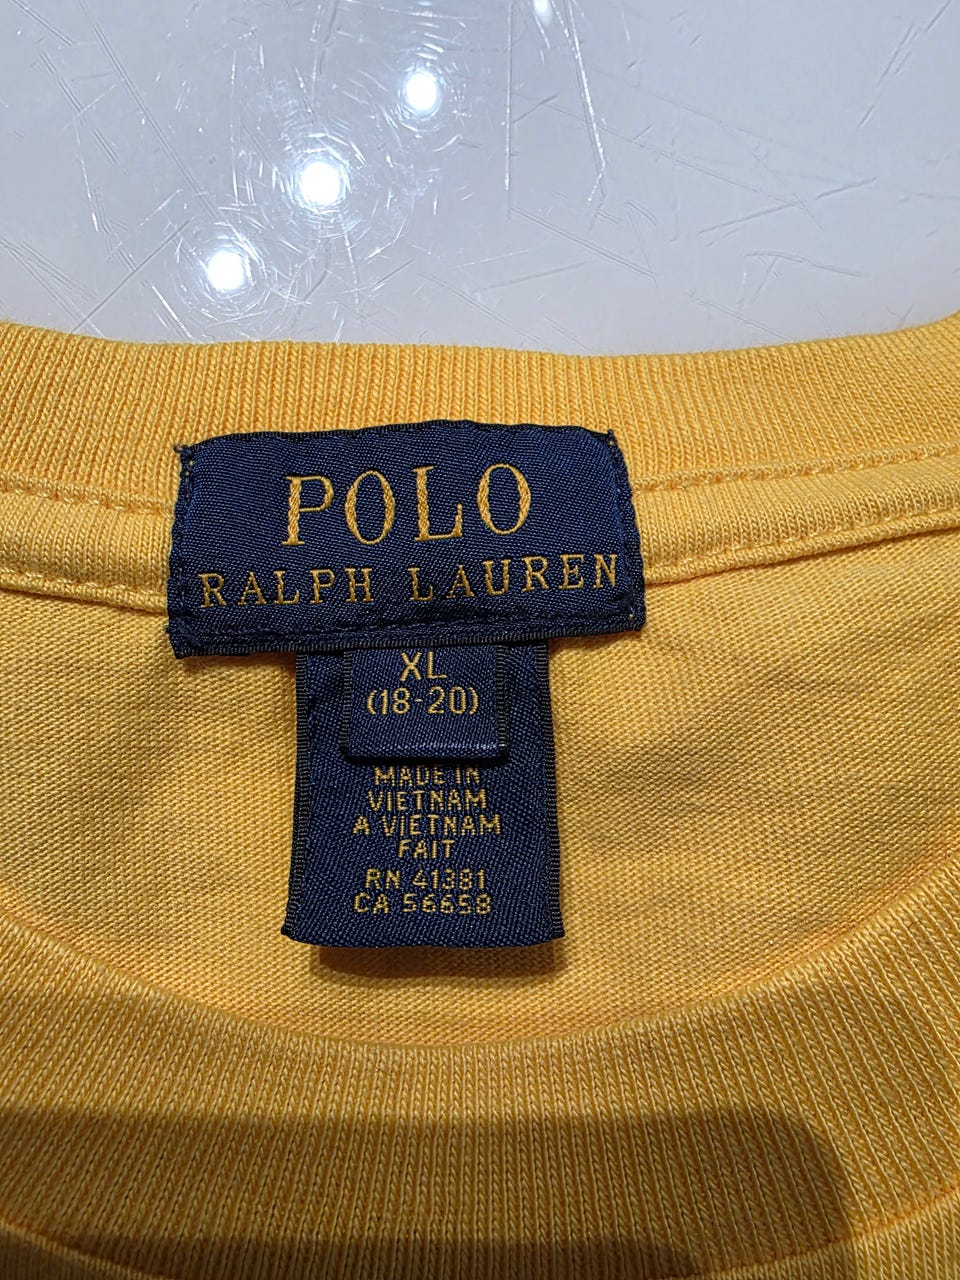 POLO
RALPH LAUREN
XL
(18-20)
MADE IN
VIETNAM
A VIETNAM
FAIT
RN 41381
CA 56658